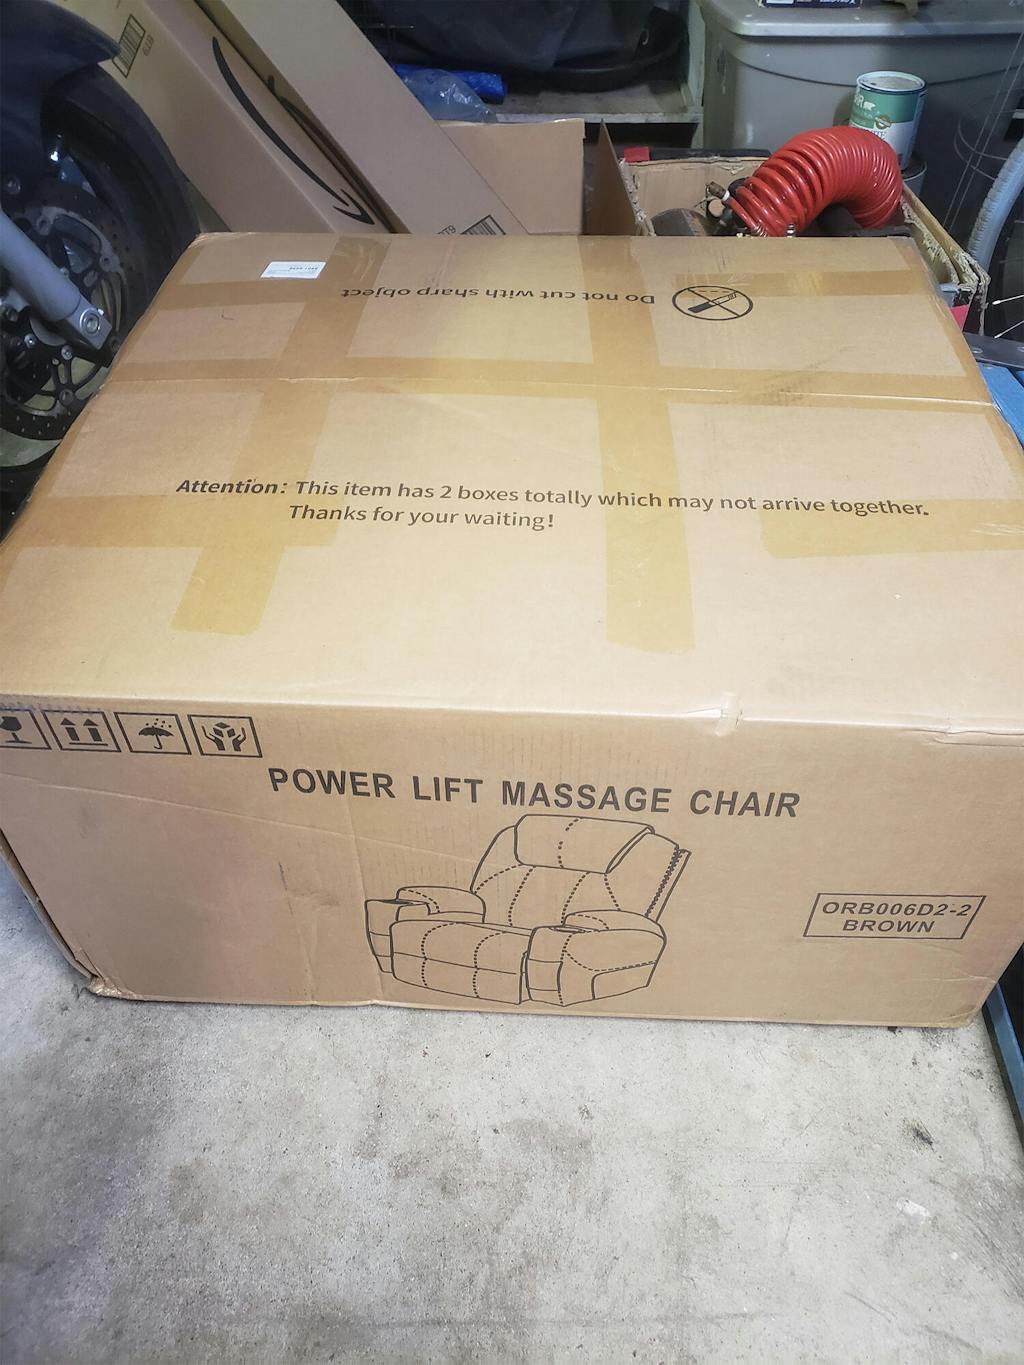 Do not cut with sharp object
Attention: This item has 2 boxes totally which may not arrive together.
Thanks for your waiting!
POWER LIFT MASSAGE CHAIR
ORB006D2-2
BROWN